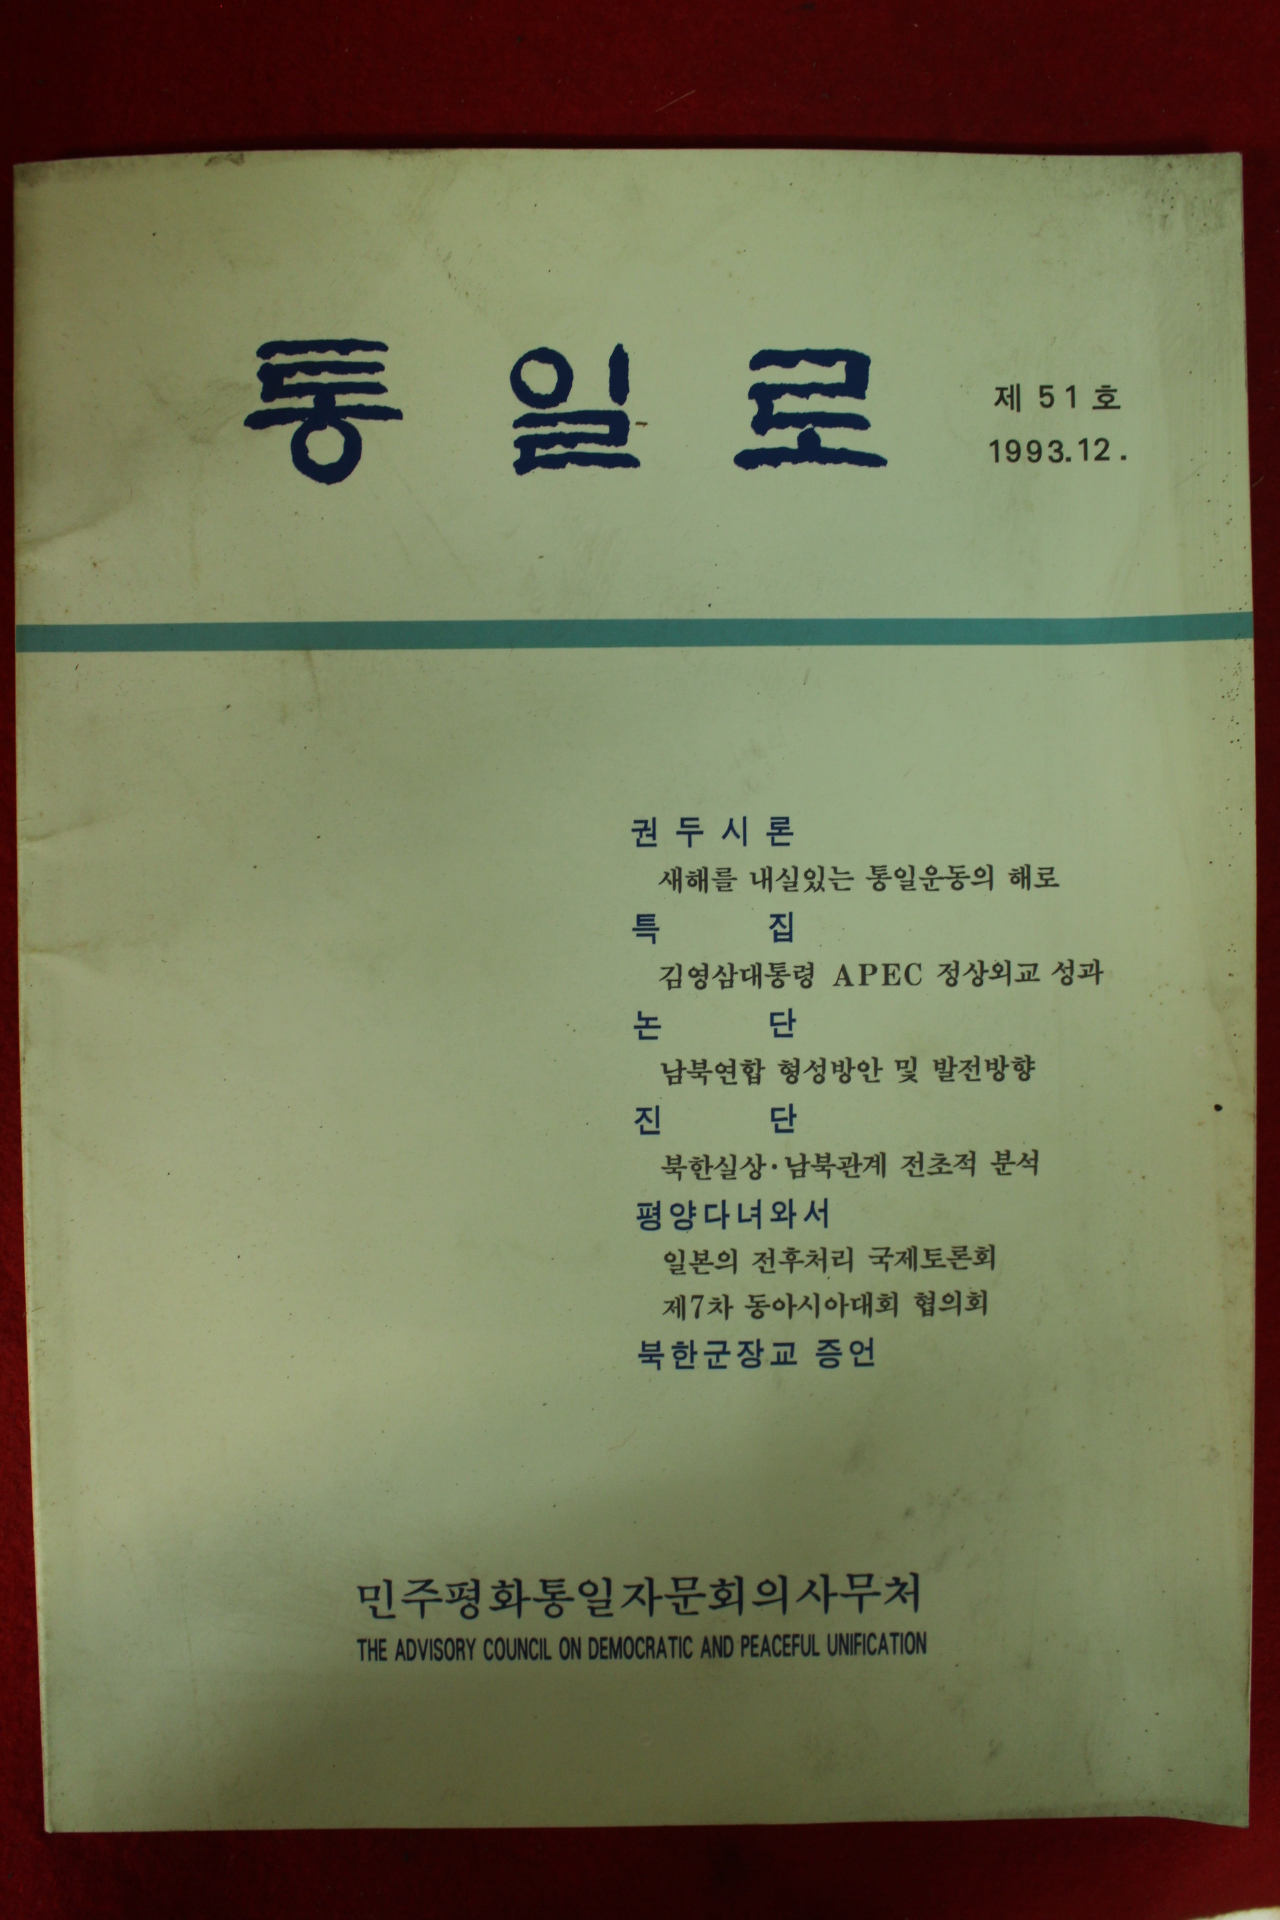 통일로
제 51 호
1993.12.
권두시론
새해를 내실있는 통일운동의 해로
특 집
김영삼대통령 APEC 정상외교 성과
논 단
남북연합 형성방안 및 발전방향
진 단
북한실상·남북관계 전초적 분석
평양다녀와서
일본의 전후처리 국제토론회
제7차 동아시아대회 협의회
북한군장교 증언
민주평화통일자문회의사무처
THE ADVISORY COUNCIL ON DEMOCRATIC AND PEACEFUL UNIFICATION